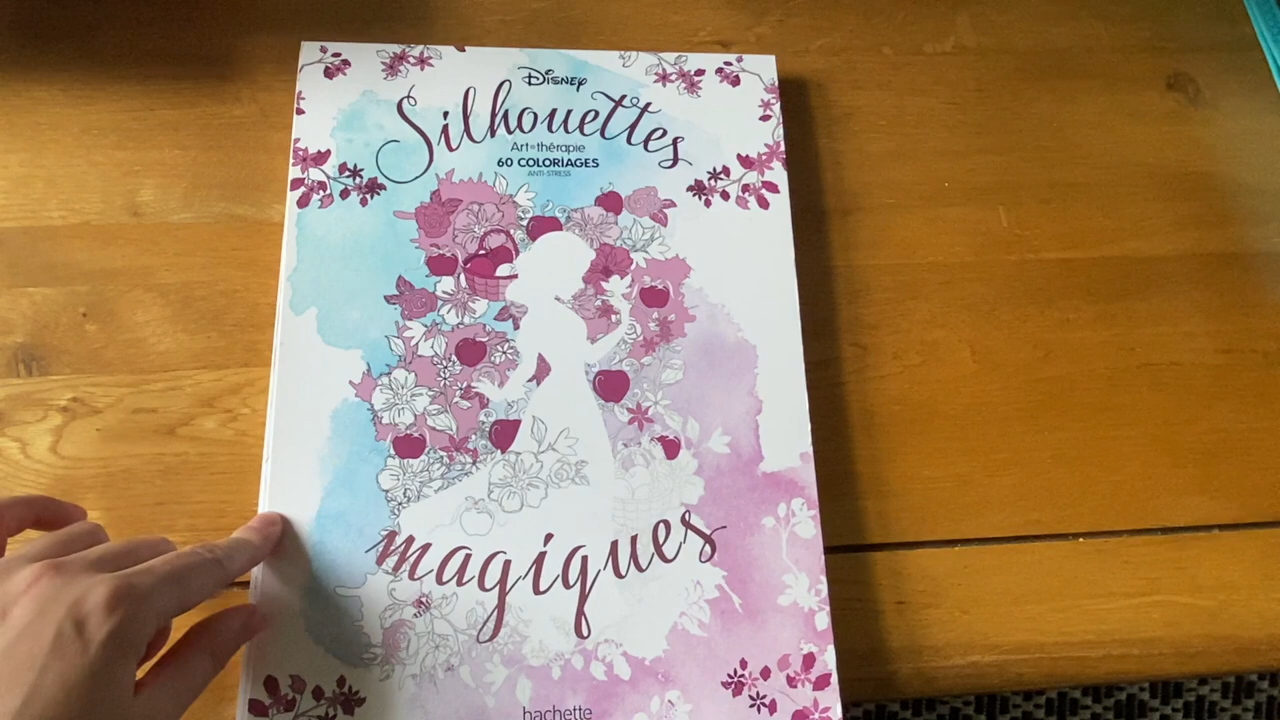 Disney
Silhouettes
Art-thérapie
60 COLORIAGES
ANTI-STRESS
magiques
hachette